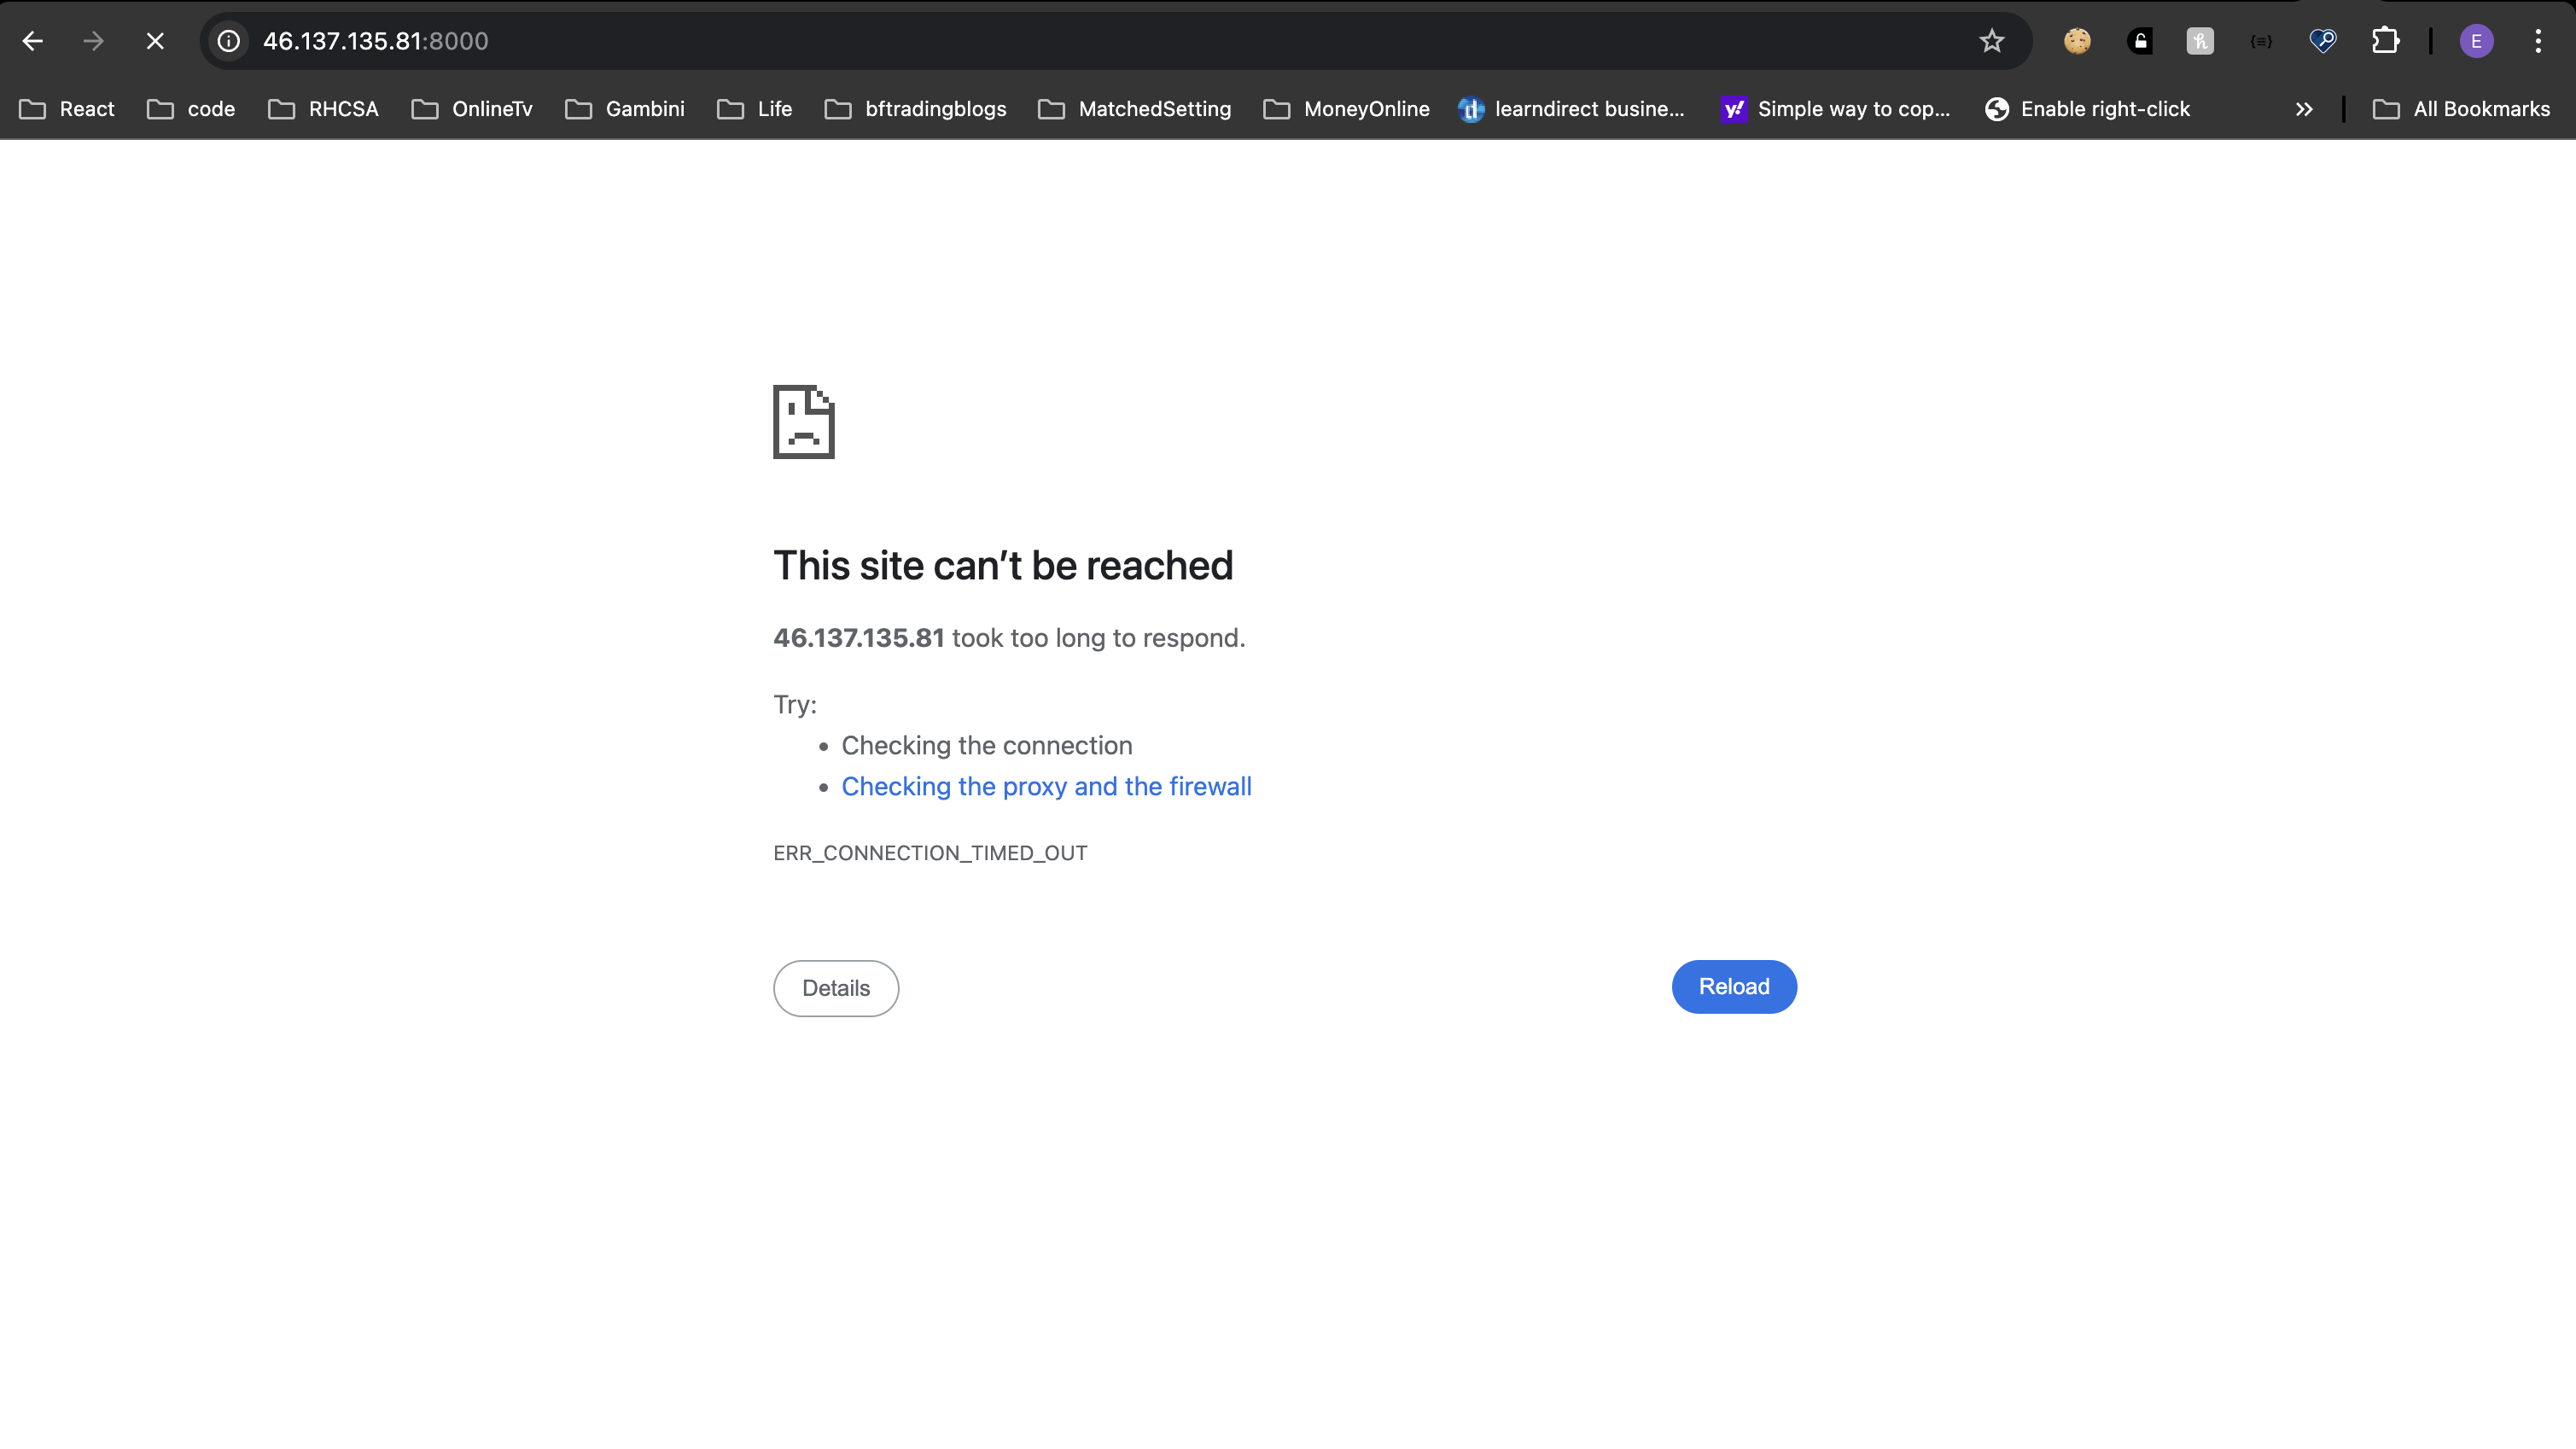 46.137.135.81:8000
E
React code RHCSA OnlineTv Gambini Life bftradingblogs MatchedSetting MoneyOnline learndirect busine... Simple way to cop... Enable right-click » All Bookmarks
This site can’t be reached
46.137.135.81 took too long to respond.
Try:
• Checking the connection
• Checking the proxy and the firewall
ERR_CONNECTION_TIMED_OUT
Details Reload